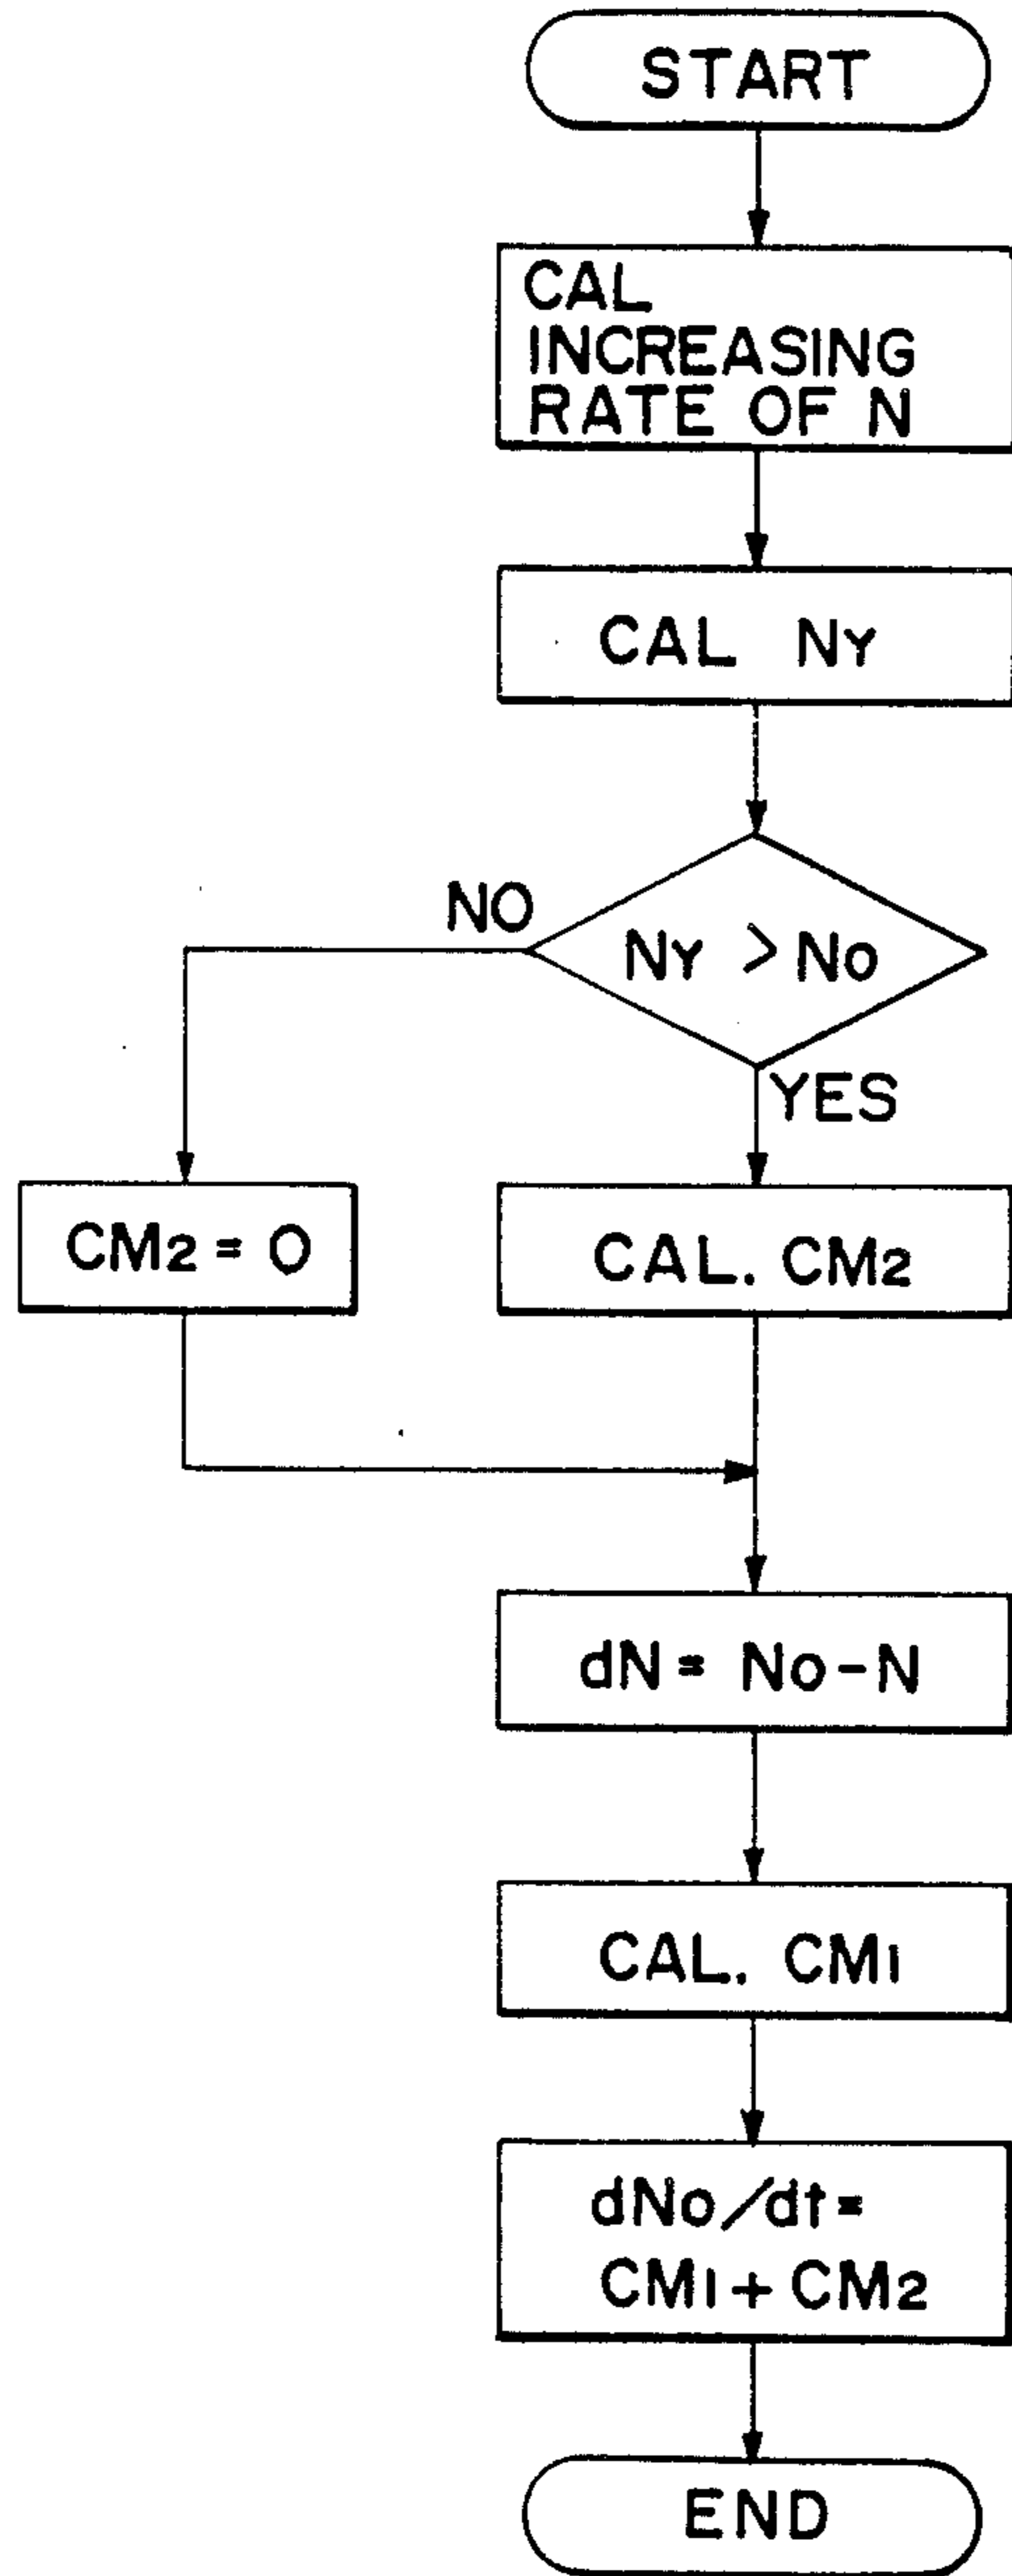 START
CAL
INCREASING
RATE OF N
CAL NY
NY > No
NO
YES
CM2 = 0
CAL. CM2
dN = No - N
CAL. CM1
dNo/dt =
CM1 + CM2
END